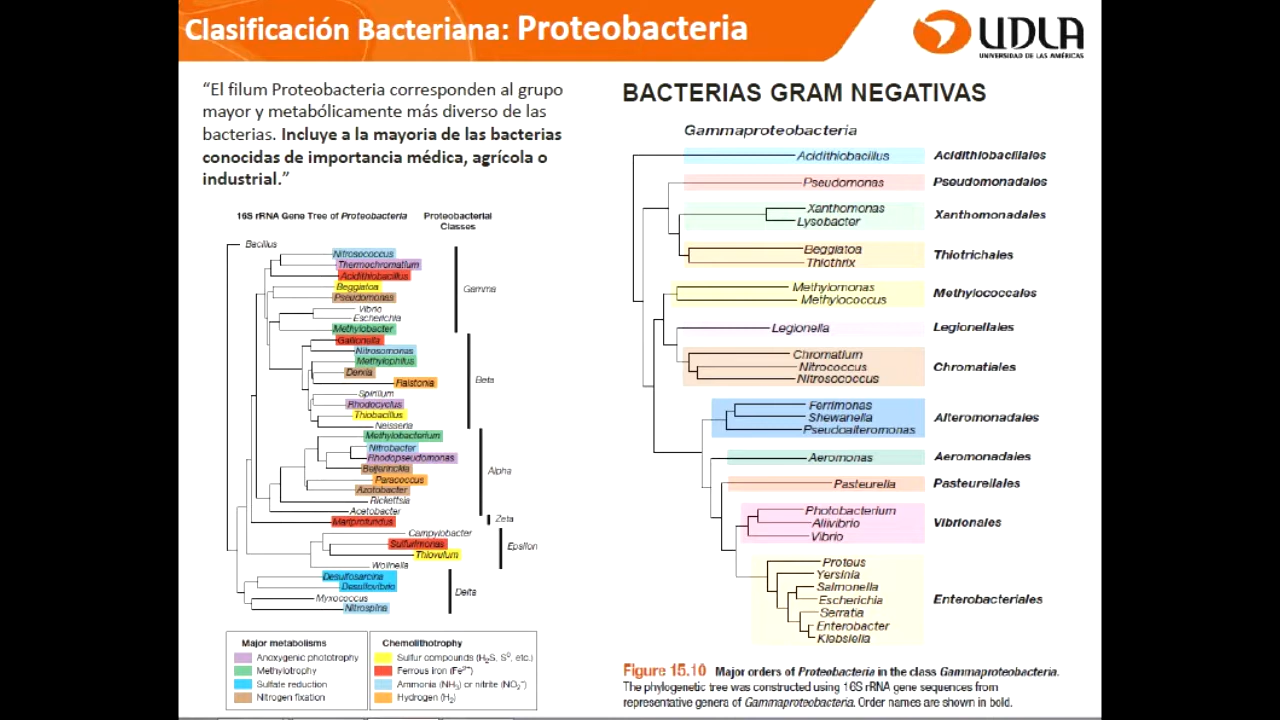 Clasificación Bacteriana: Proteobacteria
UDLA
UNIVERSIDAD DE LAS AMÉRICAS
“El filum Proteobacteria corresponden al grupo
mayor y metabólicamente más diverso de las
bacterias. Incluye a la mayoria de las bacterias
conocidas de importancia médica, agrícola o
industrial.”
16S rRNA Gene Tree of Proteobacteria
Proteobacterial
Classes
Bacillus
Nitrosococcus
Thermochromatium
Acidithiobacillus
Beggiatoa
Pseudomonas
Vibrio
Escherichia
Methylobacter
Gamma
Gallionella
Nitrosomonas
Methylophilus
Derxia
Ralstonia
Spirillum
Rhodocyclus
Thiobacillus
Neisseria
Beta
Methylobacterium
Nitrobacter
Rhodopseudomonas
Beijerinckia
Paracoccus
Azotobacter
Rickettsia
Acetobacter
Alpha
Mariprofundus
Zeta
Campylobacter
Sulfurimonas
Thiovulum
Wolinella
Epsilon
Desulfosarcina
Desulfovibrio
Myxococcus
Nitrospina
Delta
Major metabolisms
Anoxygenic phototrophy
Methylotrophy
Sulfate reduction
Nitrogen fixation
Chemolithotrophy
Sulfur compounds (H₂S, S⁰, etc.)
Ferrous iron (Fe²⁺)
Ammonia (NH₃) or nitrite (NO₂⁻)
Hydrogen (H₂)
BACTERIAS GRAM NEGATIVAS
Gammaproteobacteria
Acidithiobacillus Acidithiobacillales
Pseudomonas Pseudomonadales
Xanthomonas
Lysobacter
Xanthomonadales
Beggiatoa
Thiothrix
Thiotrichales
Methylomonas
Methylococcus
Methylococcales
Legionella Legionellales
Chromatium
Nitrococcus
Nitrosococcus
Chromatiales
Ferrimonas
Shewanella
Pseudoalteromonas
Alteromonadales
Aeromonas Aeromonadales
Pasteurella Pasteurellales
Photobacterium
Aliivibrio
Vibrio
Vibrionales
Proteus
Yersinia
Salmonella
Escherichia
Serratia
Enterobacter
Klebsiella
Enterobacteriales
Figure 15.10 Major orders of Proteobacteria in the class Gammaproteobacteria.
The phylogenetic tree was constructed using 16S rRNA gene sequences from
representative genera of Gammaproteobacteria. Order names are shown in bold.